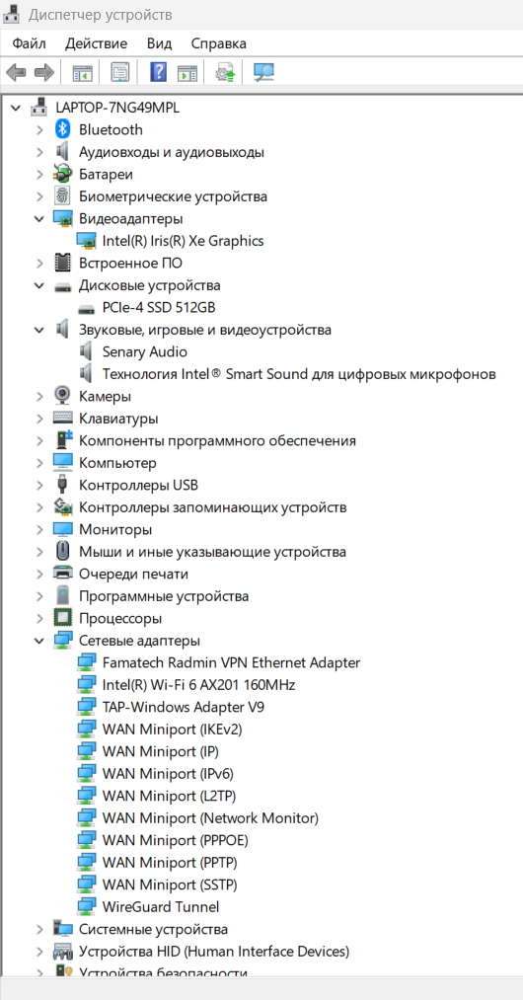 Диспетчер устройств
Файл Действие Вид Справка
LAPTOP-7NG49MPL
Bluetooth
Аудиовходы и аудиовыходы
Батареи
Биометрические устройства
Видеоадаптеры
Intel(R) Iris(R) Xe Graphics
Встроенное ПО
Дисковые устройства
PCIe-4 SSD 512GB
Звуковые, игровые и видеоустройства
Senary Audio
Технология Intel® Smart Sound для цифровых микрофонов
Камеры
Клавиатуры
Компоненты программного обеспечения
Компьютер
Контроллеры USB
Контроллеры запоминающих устройств
Мониторы
Мыши и иные указывающие устройства
Очереди печати
Программные устройства
Процессоры
Сетевые адаптеры
Famatech Radmin VPN Ethernet Adapter
Intel(R) Wi-Fi 6 AX201 160MHz
TAP-Windows Adapter V9
WAN Miniport (IKEv2)
WAN Miniport (IP)
WAN Miniport (IPv6)
WAN Miniport (L2TP)
WAN Miniport (Network Monitor)
WAN Miniport (PPPOE)
WAN Miniport (PPTP)
WAN Miniport (SSTP)
WireGuard Tunnel
Системные устройства
Устройства HID (Human Interface Devices)
Устройства безопасности